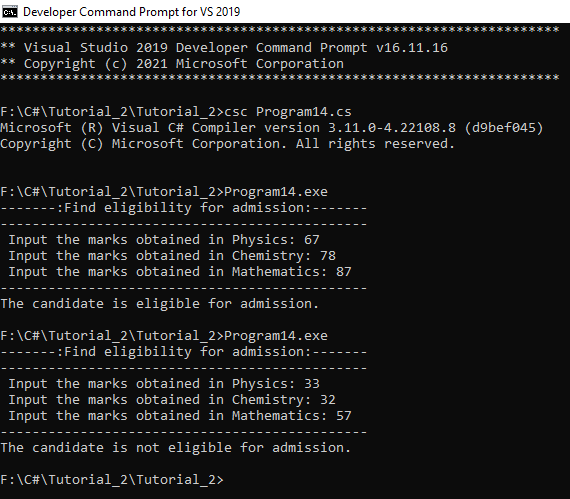 Developer Command Prompt for VS 2019
**********************************************************************
** Visual Studio 2019 Developer Command Prompt v16.11.16
** Copyright (c) 2021 Microsoft Corporation
**********************************************************************
F:\C#\Tutorial_2\Tutorial_2>csc Program14.cs
Microsoft (R) Visual C# Compiler version 3.11.0-4.22108.8 (d9bef045)
Copyright (C) Microsoft Corporation. All rights reserved.
F:\C#\Tutorial_2\Tutorial_2>Program14.exe
-------:Find eligibility for admission:-------
----------------------------------------------
Input the marks obtained in Physics: 67
Input the marks obtained in Chemistry: 78
Input the marks obtained in Mathematics: 87
----------------------------------------------
The candidate is eligible for admission.
F:\C#\Tutorial_2\Tutorial_2>Program14.exe
-------:Find eligibility for admission:-------
----------------------------------------------
Input the marks obtained in Physics: 33
Input the marks obtained in Chemistry: 32
Input the marks obtained in Mathematics: 57
----------------------------------------------
The candidate is not eligible for admission.
F:\C#\Tutorial_2\Tutorial_2>